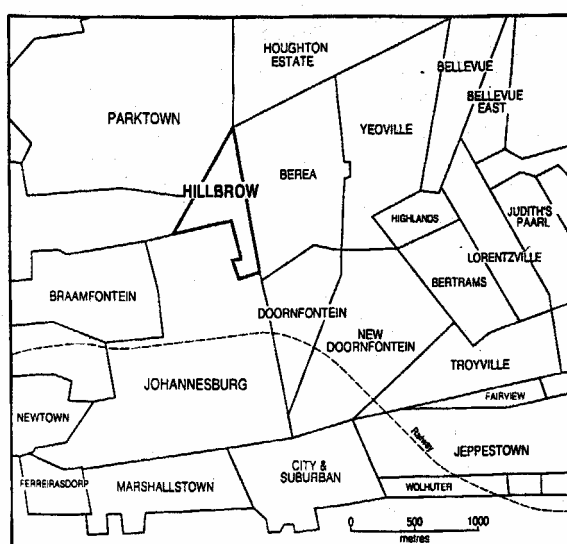 HOUGHTON
ESTATE
BELLEVUE
BELLEVUE
EAST
PARKTOWN
YEOVILLE
BEREA
HILLBROW
HIGHLANDS
JUDITH'S
PAARL
LORENTZVILLE
BERTRAMS
BRAAMFONTEIN
DOORNFONTEIN
NEW
DOORNFONTEIN
TROYVILLE
JOHANNESBURG
FAIRVIEW
NEWTOWN
Railway
JEPPESTOWN
CITY &
SUBURBAN
FERREIRASDORP
MARSHALLSTOWN
WOLHUTER
0 500 1000
metres